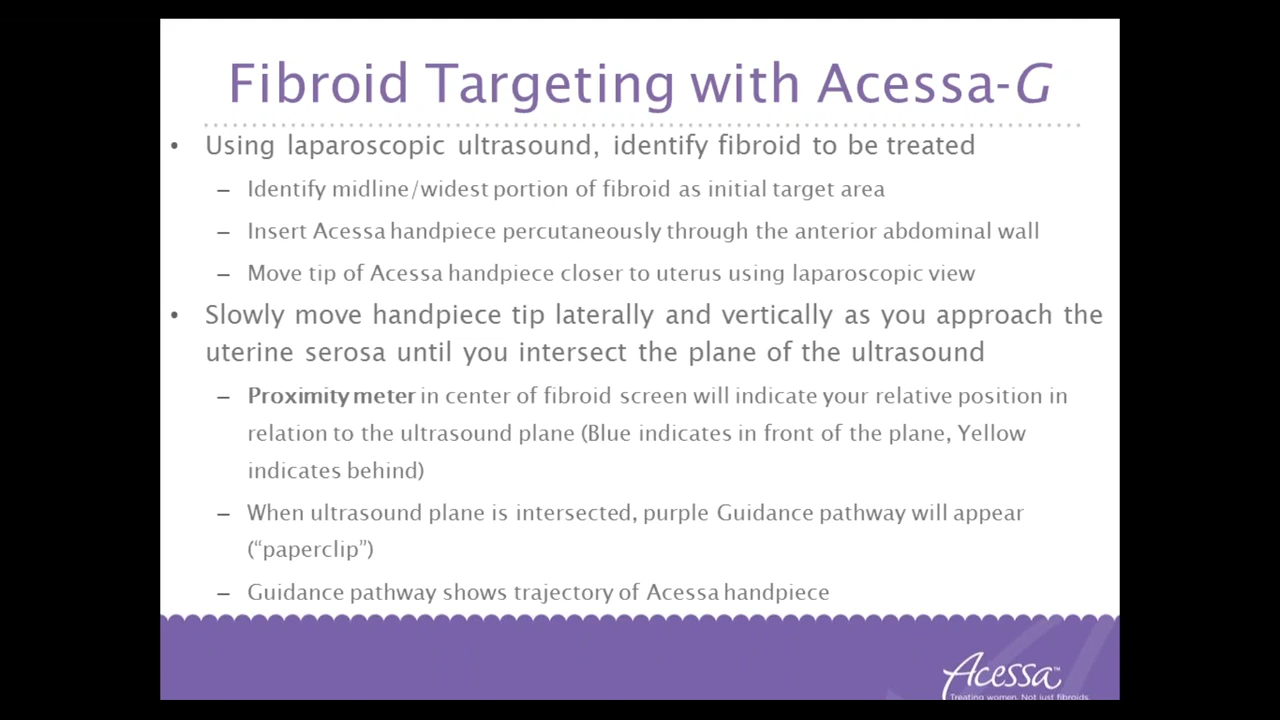 Fibroid Targeting with Acessa-G
• Using laparoscopic ultrasound, identify fibroid to be treated
– Identify midline/widest portion of fibroid as initial target area
– Insert Acessa handpiece percutaneously through the anterior abdominal wall
– Move tip of Acessa handpiece closer to uterus using laparoscopic view
• Slowly move handpiece tip laterally and vertically as you approach the
uterine serosa until you intersect the plane of the ultrasound
– Proximity meter in center of fibroid screen will indicate your relative position in
relation to the ultrasound plane (Blue indicates in front of the plane, Yellow
indicates behind)
– When ultrasound plane is intersected, purple Guidance pathway will appear
(“paperclip”)
– Guidance pathway shows trajectory of Acessa handpiece
Acessa™
Treating women. Not just fibroids.